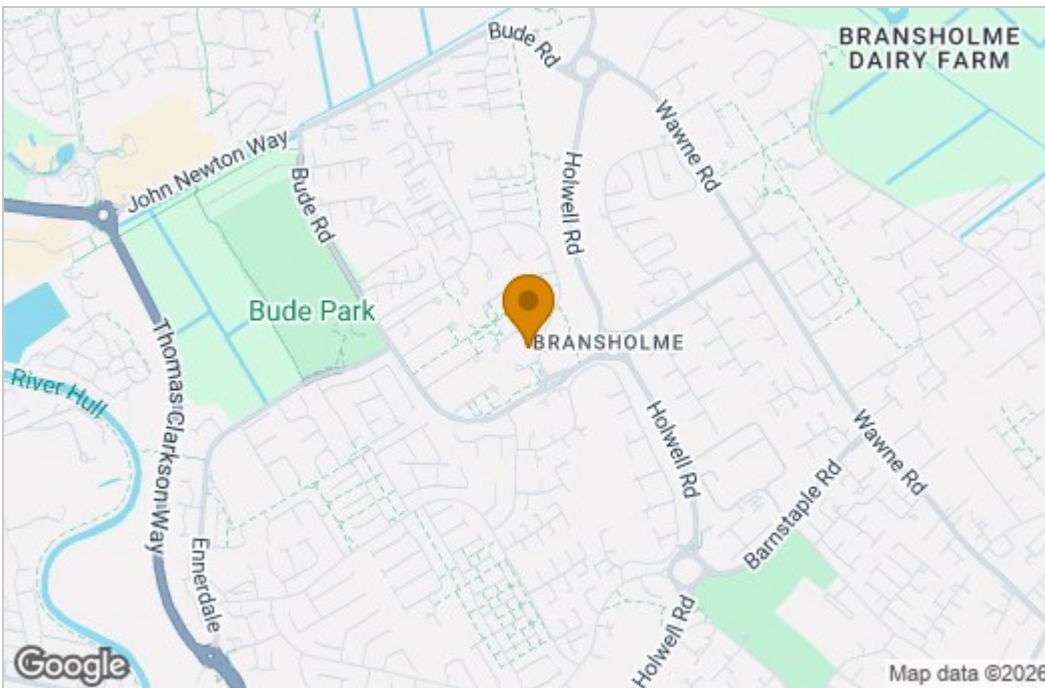 BRANSHOLME
DAIRY FARM
Bude Rd
Wawne Rd
John Newton Way
Holwell Rd
Bude Rd
Bude Park
BRANSHOLME
Thomas Clarkson Way
River Hull
Holwell Rd
Wawne Rd
Barnstaple Rd
Ennerdale
Holwell Rd
Google
Map data ©2026